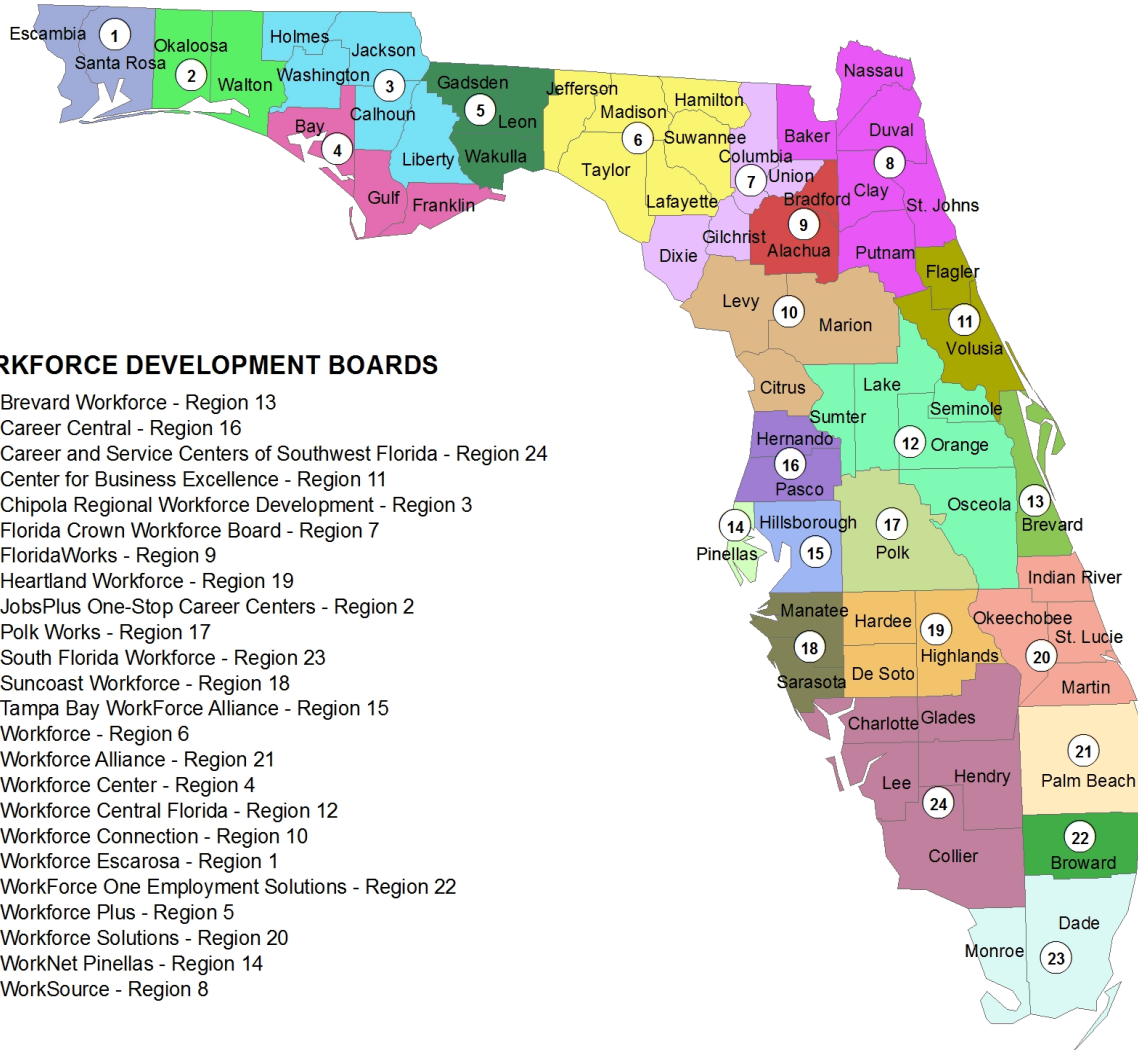 Escambia
1
Santa Rosa
Okaloosa
2
Walton
Holmes
Jackson
Washington
3
Calhoun
Liberty
Bay
4
Gulf
Franklin
Gadsden
5
Leon
Wakulla
Jefferson
Madison
Hamilton
6
Suwannee
Taylor
Lafayette
Columbia
7
Union
Gilchrist
Dixie
Nassau
Baker
Duval
8
Clay
St. Johns
Putnam
Bradford
9
Alachua
Levy
10
Marion
Citrus
Flagler
11
Volusia
Lake
Sumter
Seminole
12
Orange
Osceola
Hernando
16
Pasco
13
Brevard
14
Pinellas
Hillsborough
15
17
Polk
Manatee
18
Sarasota
Hardee
19
Highlands
De Soto
Indian River
Okeechobee
St. Lucie
20
Martin
Charlotte
Glades
Lee
Hendry
24
Collier
21
Palm Beach
22
Broward
Dade
Monroe
23
RKFORCE DEVELOPMENT BOARDS
Brevard Workforce - Region 13
Career Central - Region 16
Career and Service Centers of Southwest Florida - Region 24
Center for Business Excellence - Region 11
Chipola Regional Workforce Development - Region 3
Florida Crown Workforce Board - Region 7
FloridaWorks - Region 9
Heartland Workforce - Region 19
JobsPlus One-Stop Career Centers - Region 2
Polk Works - Region 17
South Florida Workforce - Region 23
Suncoast Workforce - Region 18
Tampa Bay WorkForce Alliance - Region 15
Workforce - Region 6
Workforce Alliance - Region 21
Workforce Center - Region 4
Workforce Central Florida - Region 12
Workforce Connection - Region 10
Workforce Escarosa - Region 1
WorkForce One Employment Solutions - Region 22
Workforce Plus - Region 5
Workforce Solutions - Region 20
WorkNet Pinellas - Region 14
WorkSource - Region 8